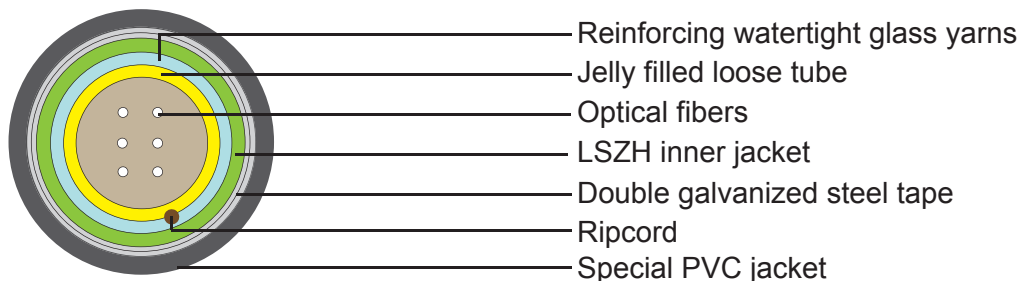 Reinforcing watertight glass yarns
Jelly filled loose tube
Optical fibers
LSZH inner jacket
Double galvanized steel tape
Ripcord
Special PVC jacket